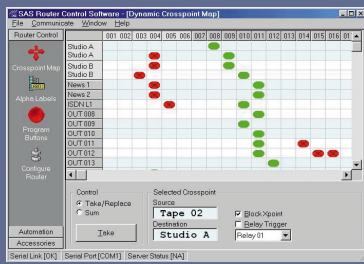 SAS Router Control Software - [Dynamic Crosspoint Map]
File Communicate Window Help
Router Control
001 002 003 004 005 006 007 008 009 010 011 012 013 014 015 016 01
Studio A
Studio A
Studio B
Studio B
News 1
News 2
ISDN L1
OUT 008
OUT 009
OUT 010
OUT 011
OUT 012
OUT 013
Crosspoint Map
Alpha Labels
Program Buttons
Configure Router
Automation
Accessories
Control
Take/Replace
Sum
Take
Selected Crosspoint
Source
Tape 02
Destination
Studio A
Block Xpoint
Relay Trigger
Relay 01
Serial Link [OK] Serial Port [COM1] Server Status [NA]